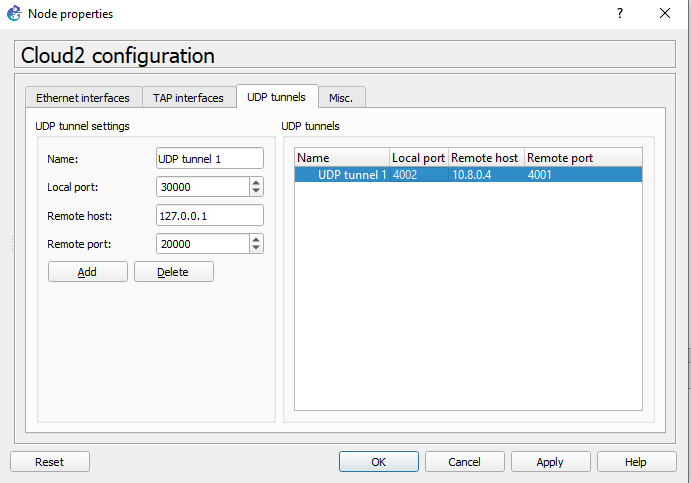 Node properties
?
Cloud2 configuration
Ethernet interfaces TAP interfaces UDP tunnels Misc.
UDP tunnel settings
Name: UDP tunnel 1
Local port: 30000
Remote host: 127.0.0.1
Remote port: 20000
Add Delete
UDP tunnels
Name Local port Remote host Remote port
UDP tunnel 1 4002 10.8.0.4 4001
Reset OK Cancel Apply Help